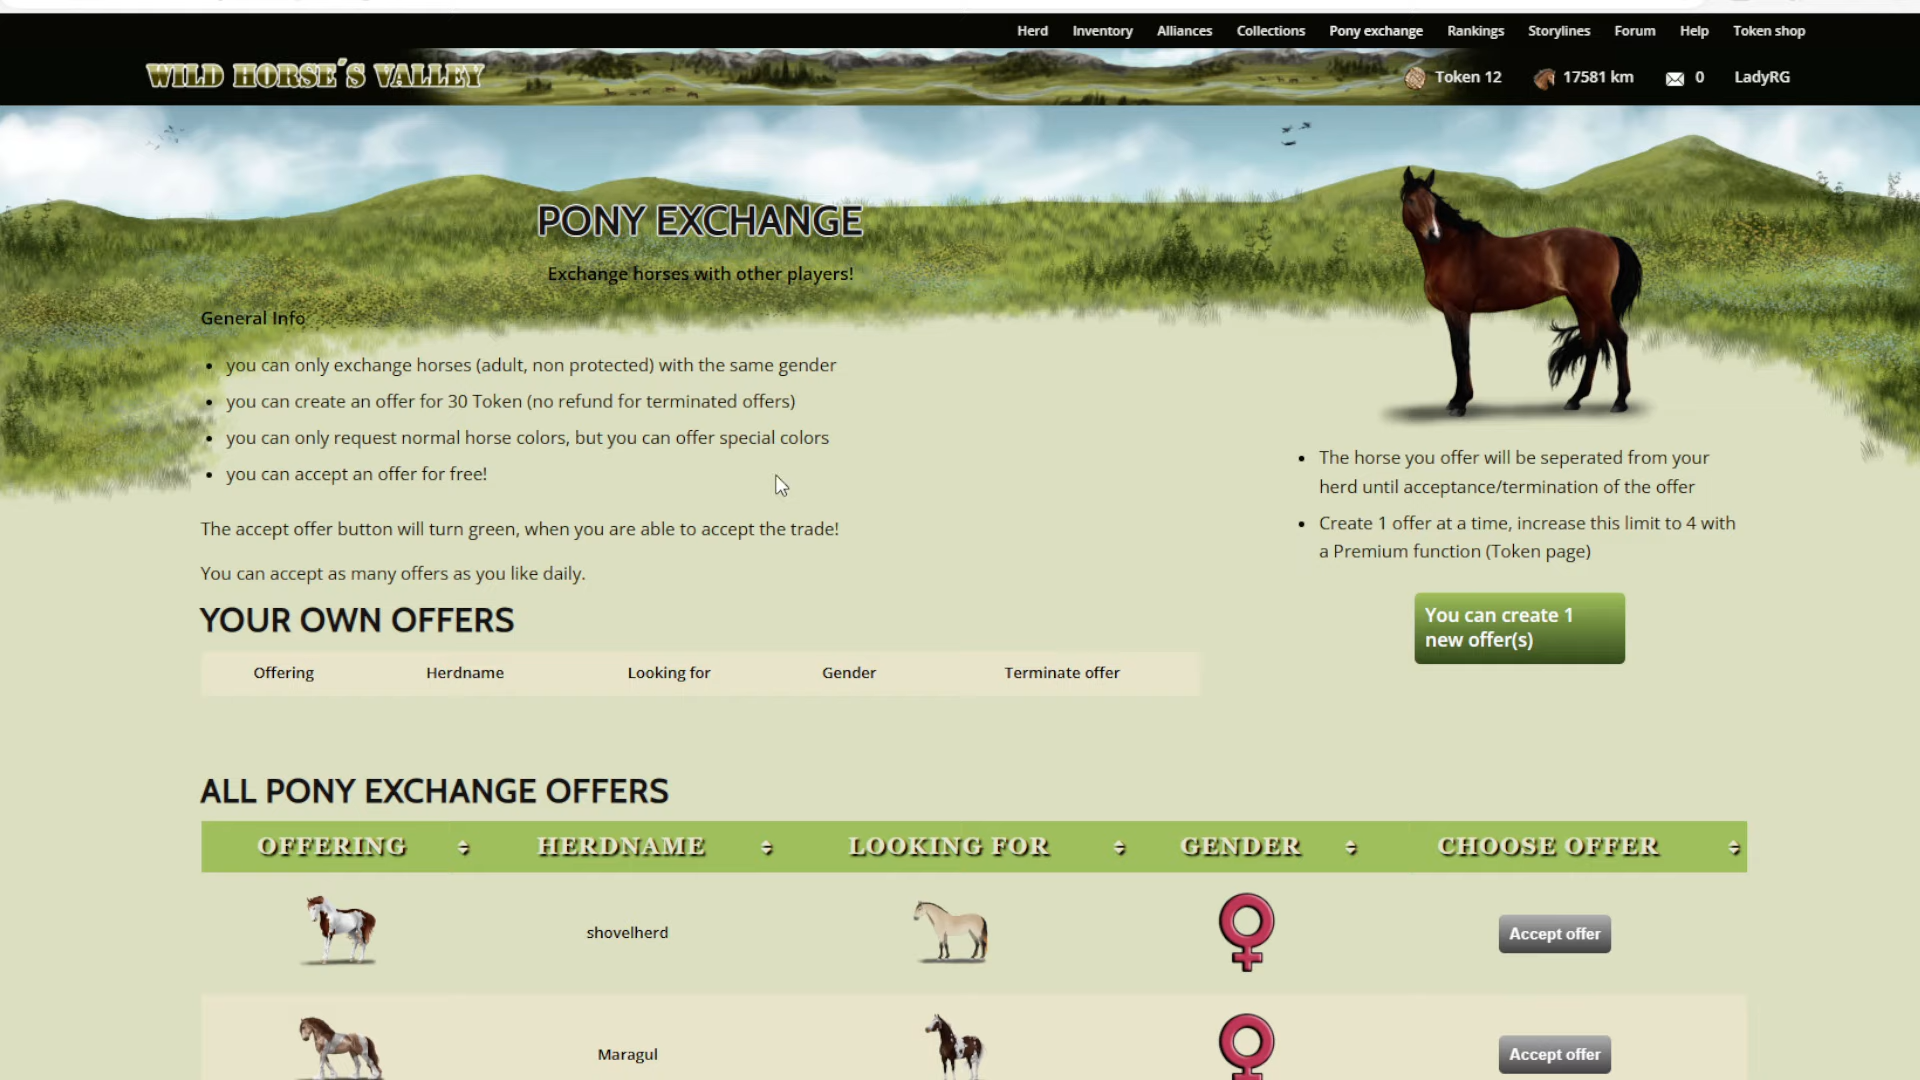 Herd Inventory Alliances Collections Pony exchange Rankings Storylines Forum Help Token shop
WILD HORSE´S VALLEY
Token 12 17581 km 0 LadyRG
PONY EXCHANGE
Exchange horses with other players!
General Info
• you can only exchange horses (adult, non protected) with the same gender
• you can create an offer for 30 Token (no refund for terminated offers)
• you can only request normal horse colors, but you can offer special colors
• you can accept an offer for free!
The accept offer button will turn green, when you are able to accept the trade!
You can accept as many offers as you like daily.
• The horse you offer will be seperated from your
herd until acceptance/termination of the offer
• Create 1 offer at a time, increase this limit to 4 with
a Premium function (Token page)
You can create 1
new offer(s)
YOUR OWN OFFERS
Offering Herdname Looking for Gender Terminate offer
ALL PONY EXCHANGE OFFERS
OFFERING HERDNAME LOOKING FOR GENDER CHOOSE OFFER
shovelherd Accept offer
Maragul Accept offer